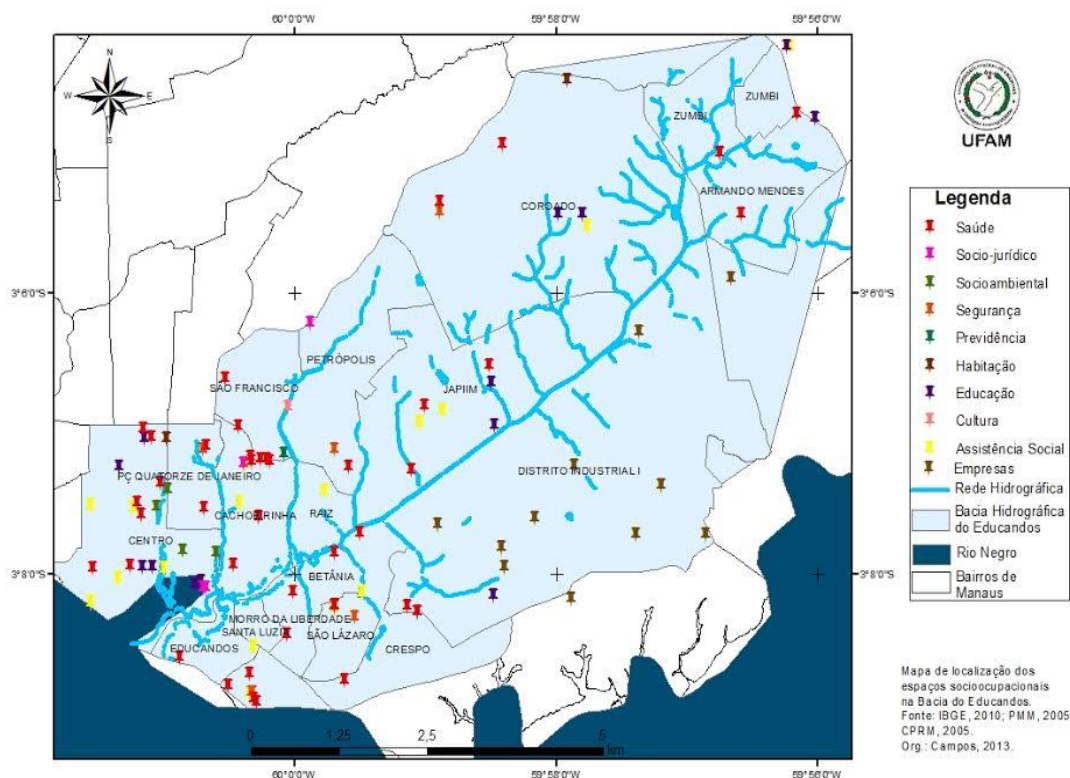 60°0'0"W 59°58'0"W 59°56'0"W
N
W E
S
ZUMBI
ZUMBI
UFAM
COROADO
ARMANDO MENDES
3°6'0"S 3°6'0"S
PETRÓPOLIS
SÃO FRANCISCO
JAPIIM
PÇ QUATORZE DE JANEIRO
DISTRITO INDUSTRIAL I
CACHOEIRINHA
RAIZ
CENTRO
3°8'0"S 3°8'0"S
BETÂNIA
MORRO DA LIBERDADE
SANTA LUZI
SÃO LÁZARO
EDUCANDOS
CRESPO
0 1,25 2,5 5
km
60°0'0"W 59°58'0"W 59°56'0"W
Legenda
Saúde
Socio-jurídico
Socioambiental
Segurança
Previdência
Habitação
Educação
Cultura
Assistência Social
Empresas
Rede Hidrográfica
Bacia Hidrográfica
do Educandos
Rio Negro
Bairros de
Manaus
Mapa de localização dos
espaços socioocupacionais
na Bacia do Educandos.
Fonte: IBGE, 2010; PMM, 2005
CPRM, 2005.
Org.: Campos, 2013.